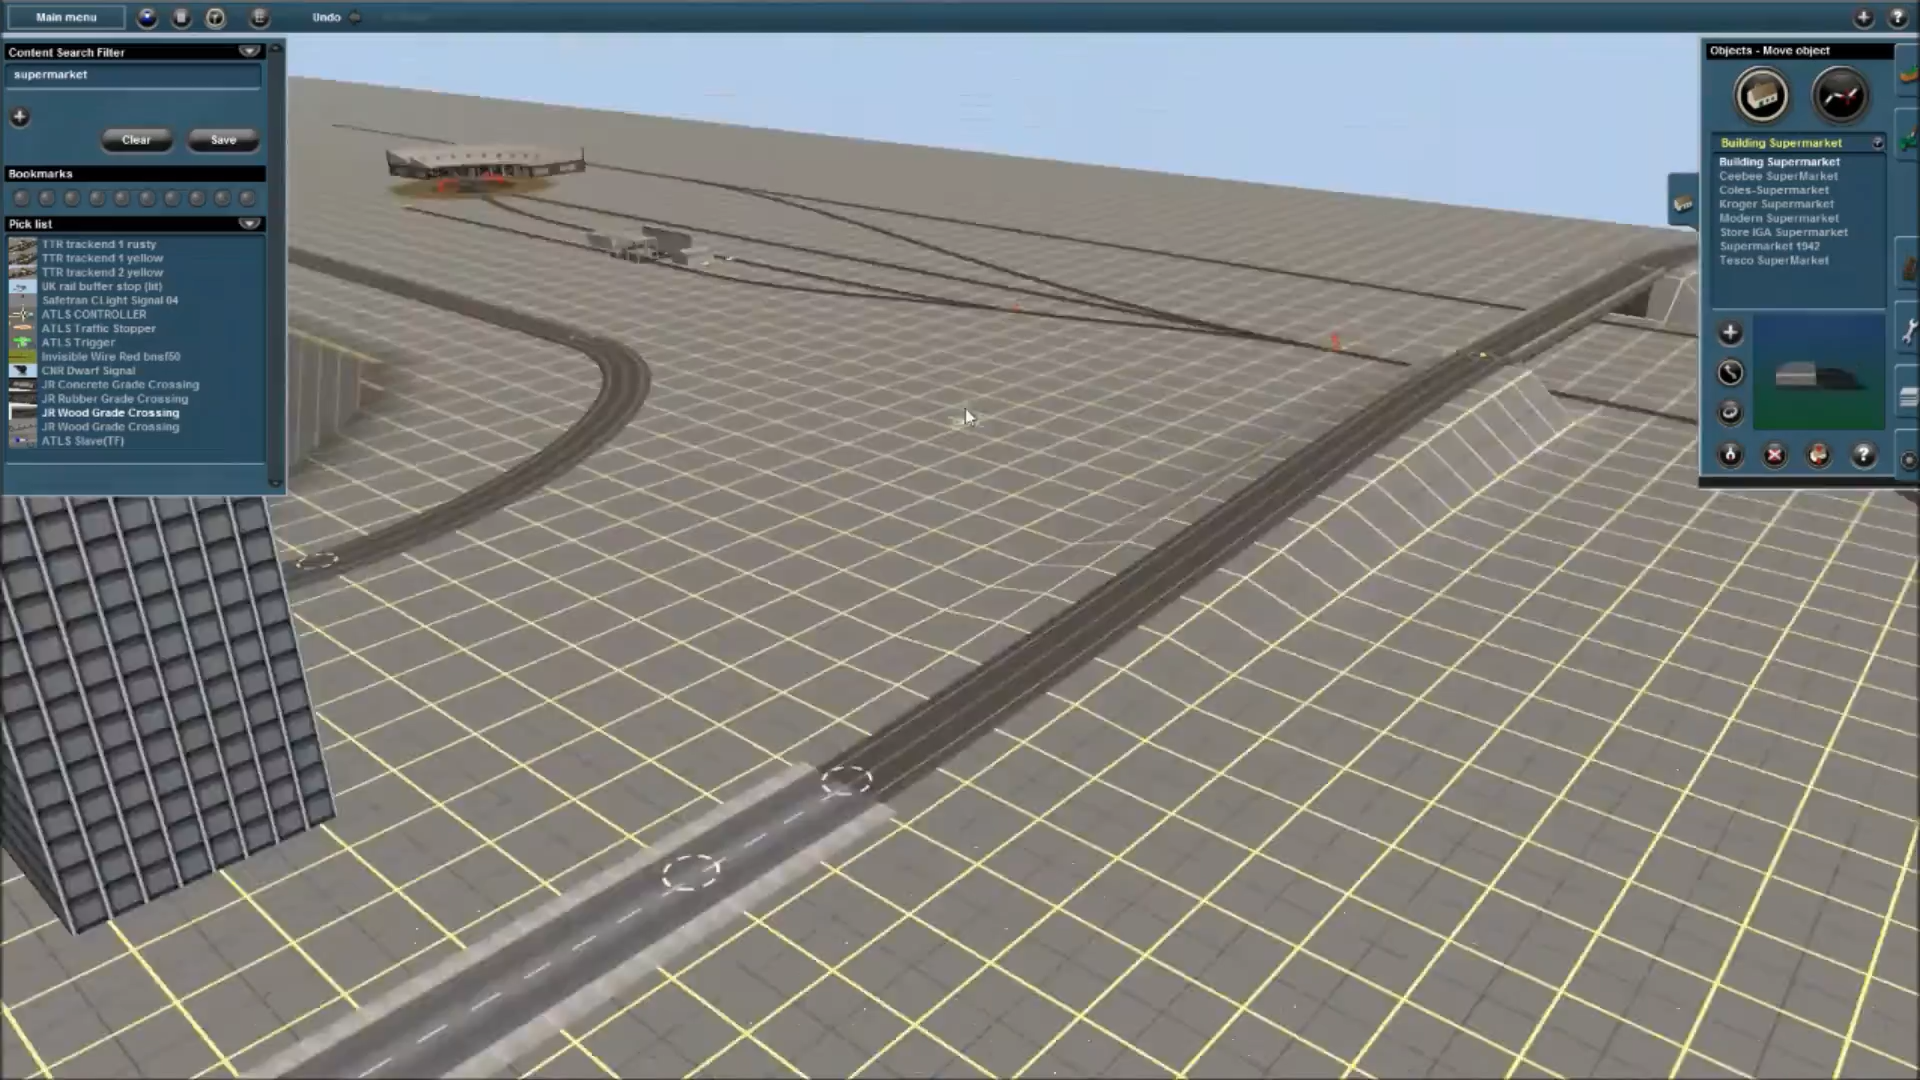 Main menu
Undo
Content Search Filter
supermarket
Clear
Save
Bookmarks
Pick list
TTR trackend 1 rusty
TTR trackend 1 yellow
TTR trackend 2 yellow
UK rail buffer stop (lit)
Safetran CLight Signal 04
ATLS CONTROLLER
ATLS Traffic Stopper
ATLS Trigger
Invisible Wire Red bnsf50
CNR Dwarf Signal
JR Concrete Grade Crossing
JR Rubber Grade Crossing
JR Wood Grade Crossing
JR Wood Grade Crossing
ATLS Slave(TF)
Objects - Move object
Building Supermarket
Building Supermarket
Ceebee SuperMarket
Coles-Supermarket
Kroger Supermarket
Modern Supermarket
Store IGA Supermarket
Supermarket 1942
Tesco SuperMarket